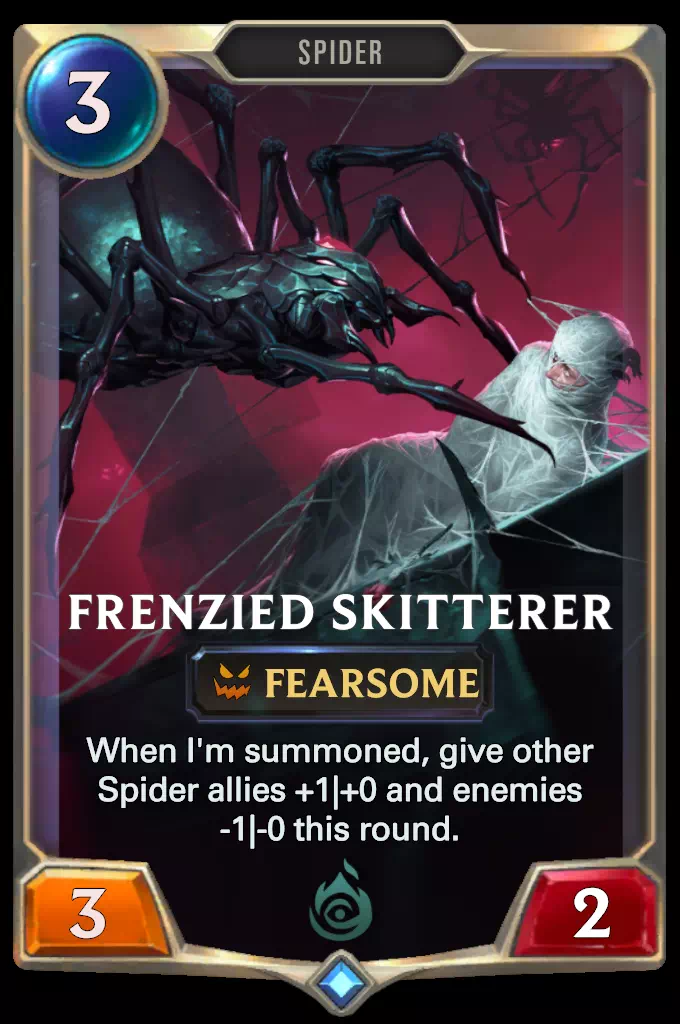 SPIDER
3
FRENZIED SKITTERER
FEARSOME
When I'm summoned, give other
Spider allies +1|+0 and enemies
-1|-0 this round.
3
2